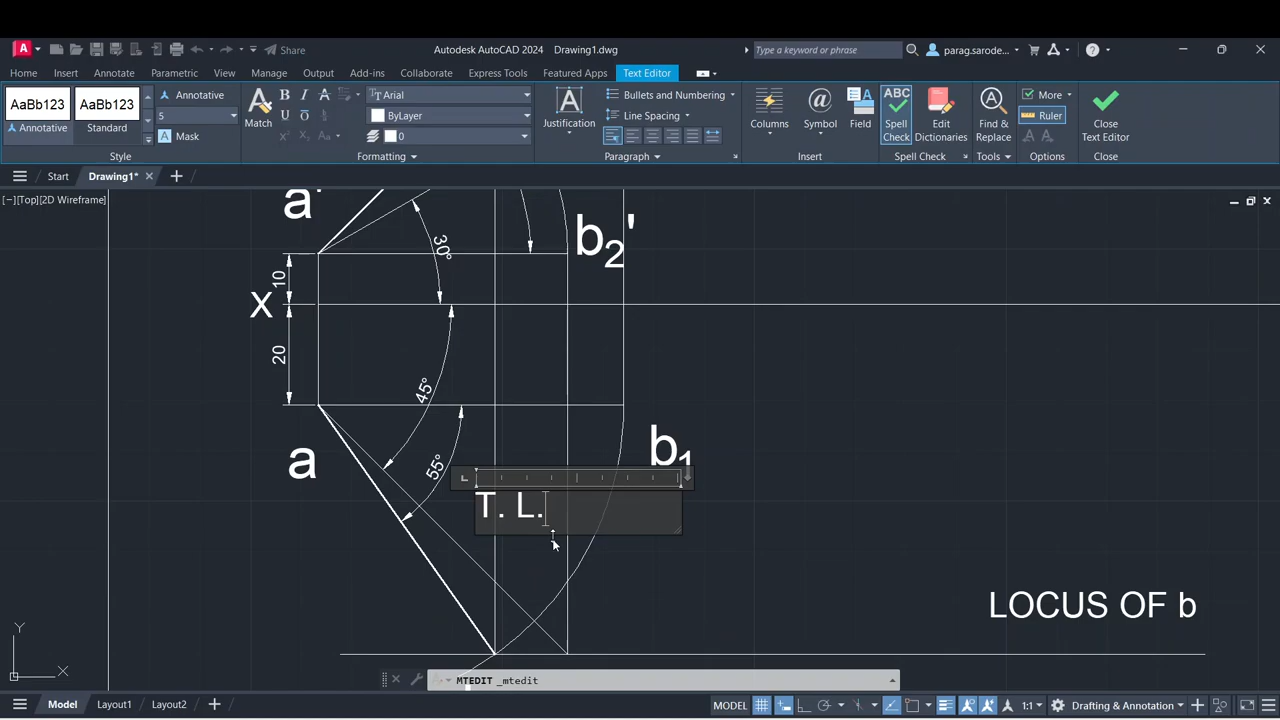 A Share Autodesk AutoCAD 2024 Drawing1.dwg Type a keyword or phrase parag.sarode... ?
Home Insert Annotate Parametric View Manage Output Add-ins Collaborate Express Tools Featured Apps Text Editor
AaBb123 AaBb123 Annotative A Match B I A Arial Bullets and Numbering ABC More
Annotative Standard 5 U O ByLayer Justification Line Spacing Columns Symbol Field Spell Check Edit Dictionaries Find & Replace Ruler Close Text Editor
Mask 0
Style Formatting Paragraph Insert Spell Check Tools Options Close
Start Drawing1*
[−][Top][2D Wireframe]
a'
b2'
30°
10
X
20
45°
a
55°
b1
T. L.
LOCUS OF b
Y
X
MTEDIT _mtedit
Model Layout1 Layout2 MODEL 1:1 Drafting & Annotation